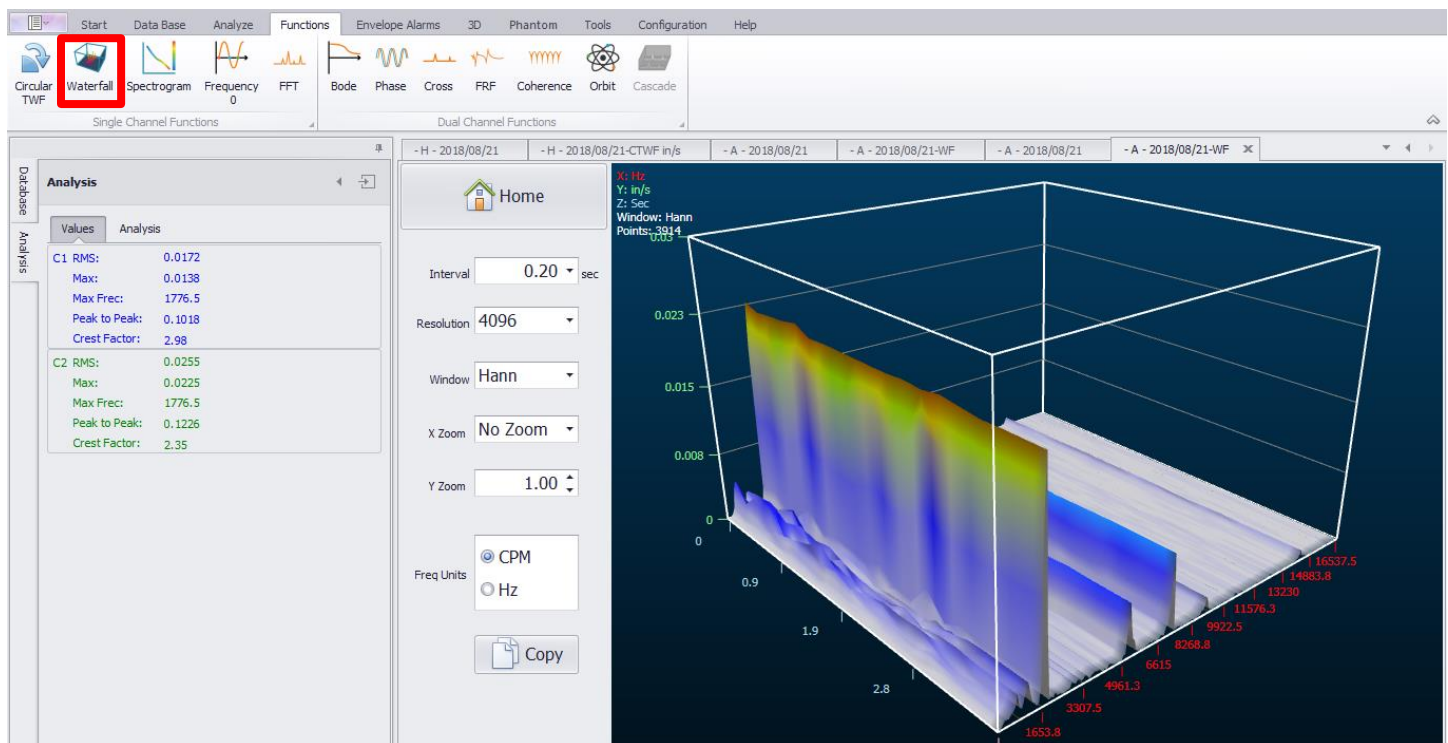 Start Data Base Analyze Functions Envelope Alarms 3D Phantom Tools Configuration Help
Circular TWF
Waterfall
Spectrogram
Frequency 0
FFT
Bode
Phase
Cross
FRF
Coherence
Orbit
Cascade
Single Channel Functions
Dual Channel Functions
Database
Analysis
Analysis
Values Analysis
C1 RMS: 0.0172
Max: 0.0138
Max Frec: 1776.5
Peak to Peak: 0.1018
Crest Factor: 2.98
C2 RMS: 0.0255
Max: 0.0225
Max Frec: 1776.5
Peak to Peak: 0.1226
Crest Factor: 2.35
- H - 2018/08/21
- H - 2018/08/21-CTWF in/s
- A - 2018/08/21
- A - 2018/08/21-WF
- A - 2018/08/21
- A - 2018/08/21-WF
Home
Interval 0.20 sec
Resolution 4096
Window Hann
X Zoom No Zoom
Y Zoom 1.00
Freq Units
CPM
Hz
Copy
X: Hz
Y: in/s
Z: Sec
Window: Hann
Points: 3914
0.03
0.023
0.015
0.008
0
0
0.9
1.9
2.8
1653.8
3307.5
4961.3
6615
8268.8
9922.5
11576.3
13230
14883.8
16537.5